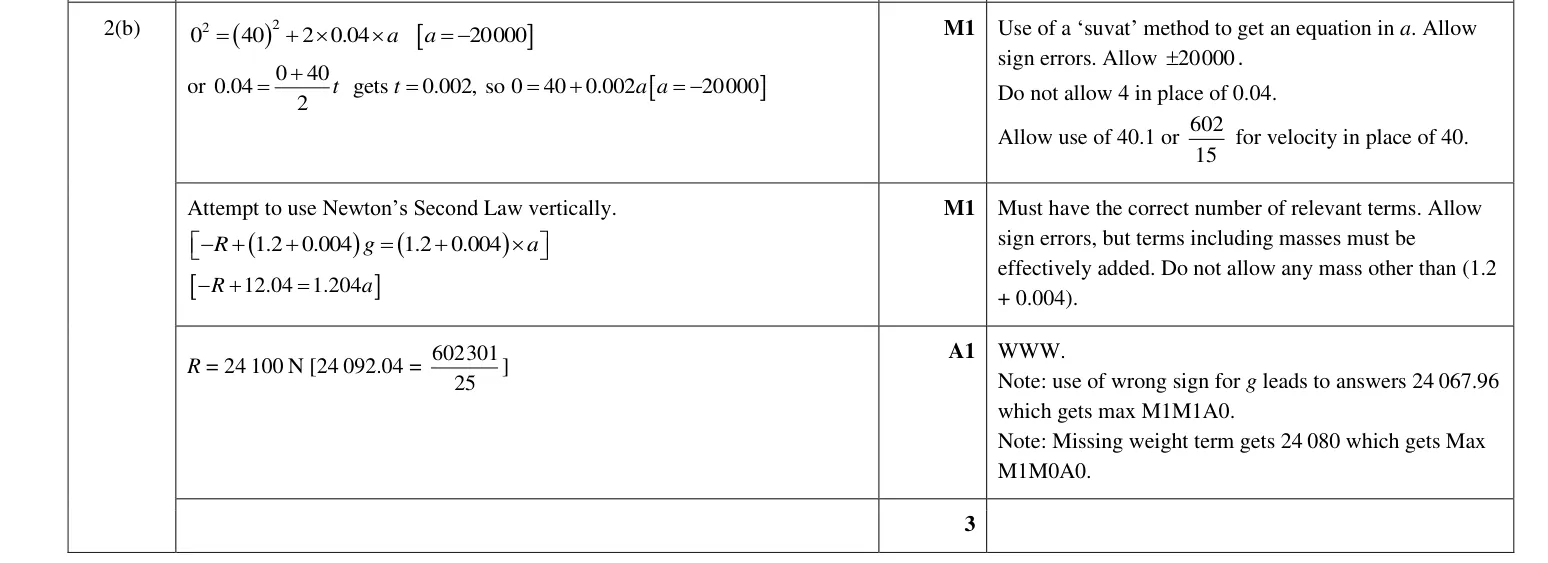 2(b)
0² = (40)² + 2×0.04×a [a = −20000]
or 0.04 = (0+40)/2 t gets t = 0.002, so 0 = 40 + 0.002a [a = −20000]
M1
Use of a ‘suvat’ method to get an equation in a. Allow
sign errors. Allow ±20000.
Do not allow 4 in place of 0.04.
Allow use of 40.1 or 602/15 for velocity in place of 40.
Attempt to use Newton’s Second Law vertically.
[−R + (1.2 + 0.004)g = (1.2 + 0.004)×a]
[−R + 12.04 = 1.204a]
M1
Must have the correct number of relevant terms. Allow
sign errors, but terms including masses must be
effectively added. Do not allow any mass other than (1.2
+ 0.004).
R = 24 100 N [24 092.04 = 602301/25]
A1
WWW.
Note: use of wrong sign for g leads to answers 24 067.96
which gets max M1M1A0.
Note: Missing weight term gets 24 080 which gets Max
M1M0A0.
3